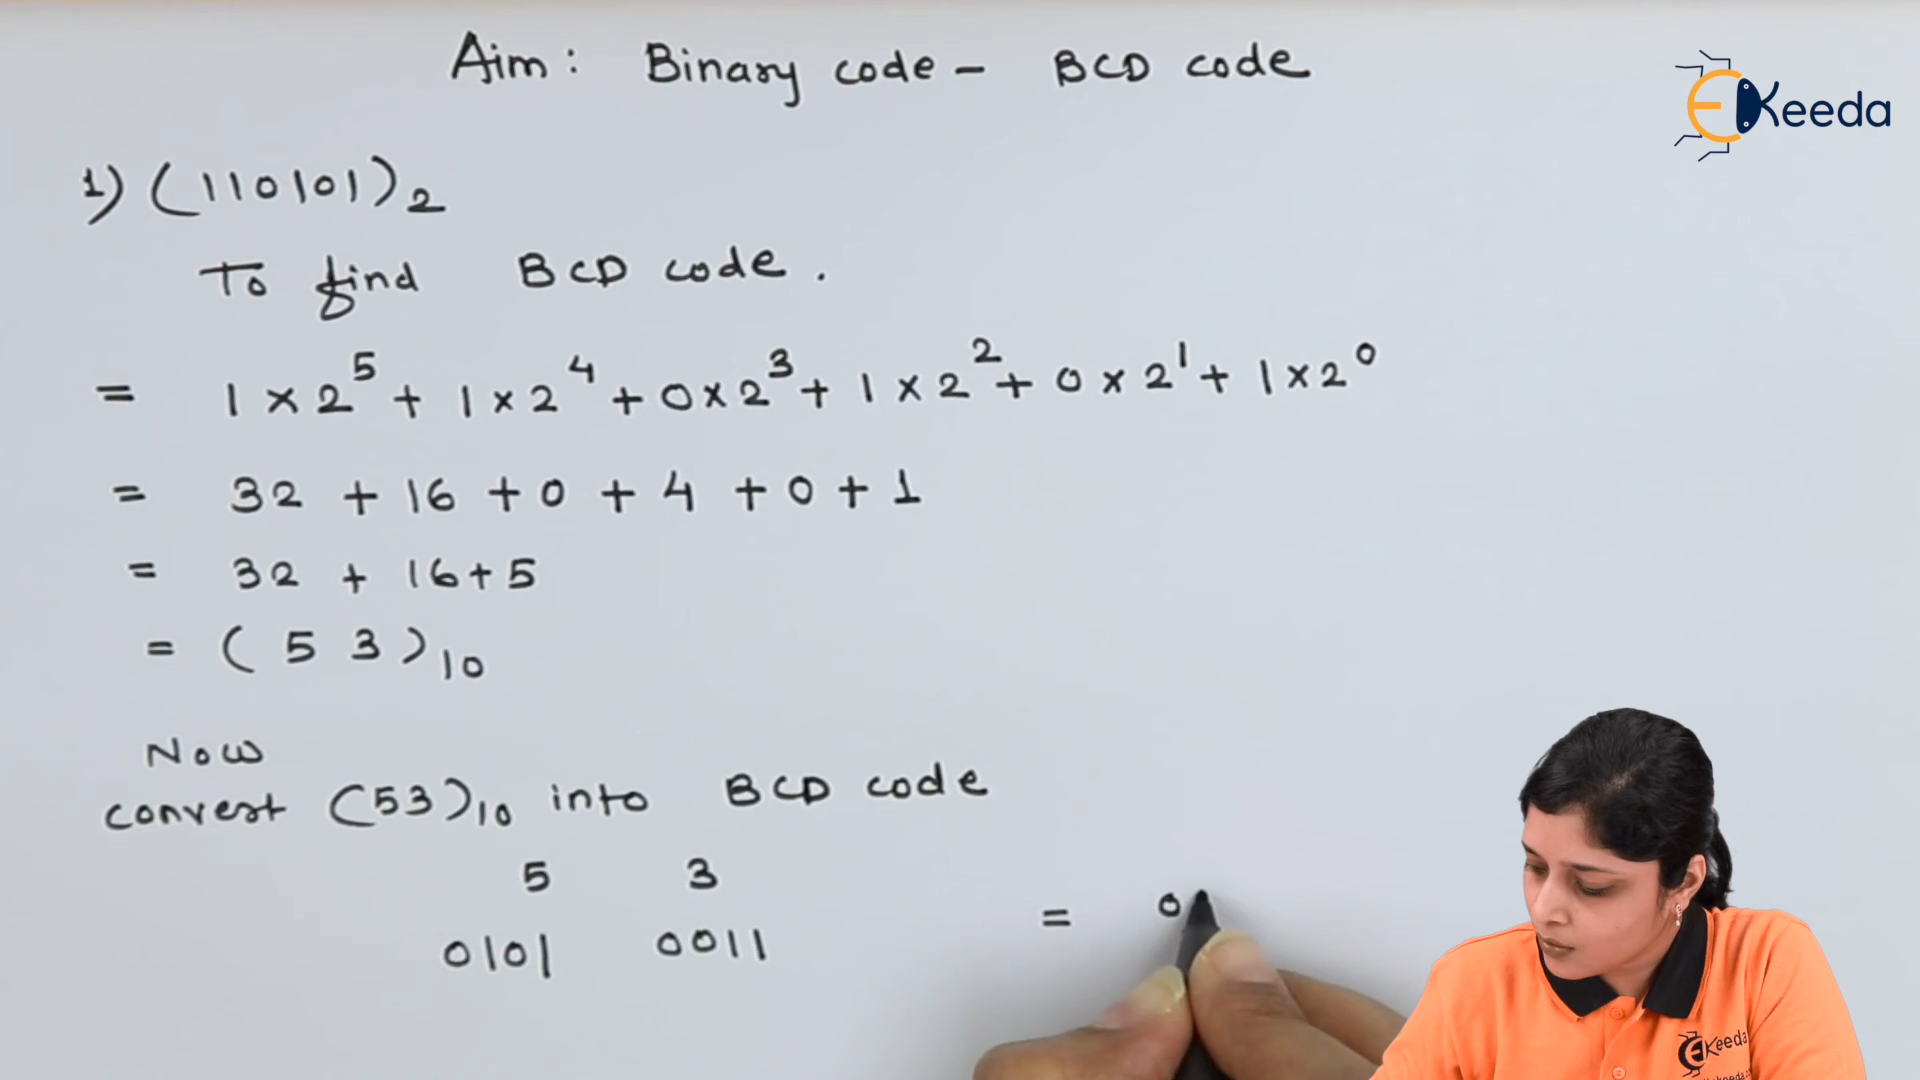 Aim: Binary code - BCD code
EKeeda
1) (110101)2
To find BCD code.
= 1 × 2^5 + 1 × 2^4 + 0 × 2^3 + 1 × 2^2 + 0 × 2^1 + 1 × 2^0
= 32 + 16 + 0 + 4 + 0 + 1
= 32 + 16 + 5
= (5 3)10
Now
convert (53)10 into BCD code
5 3
0101 0011 = 0
EKeeda